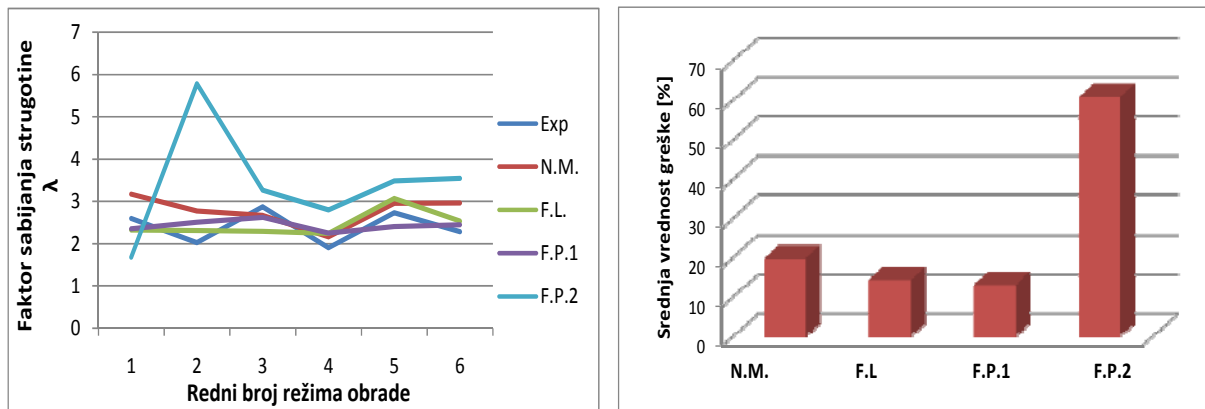 Faktor sabijanja strugotine
λ
7
6
5
4
3
2
1
0
1 2 3 4 5 6
Redni broj režima obrade
Exp
N.M.
F.L.
F.P.1
F.P.2
Srednja vrednost greške [%]
70
60
50
40
30
20
10
0
N.M. F.L F.P.1 F.P.2